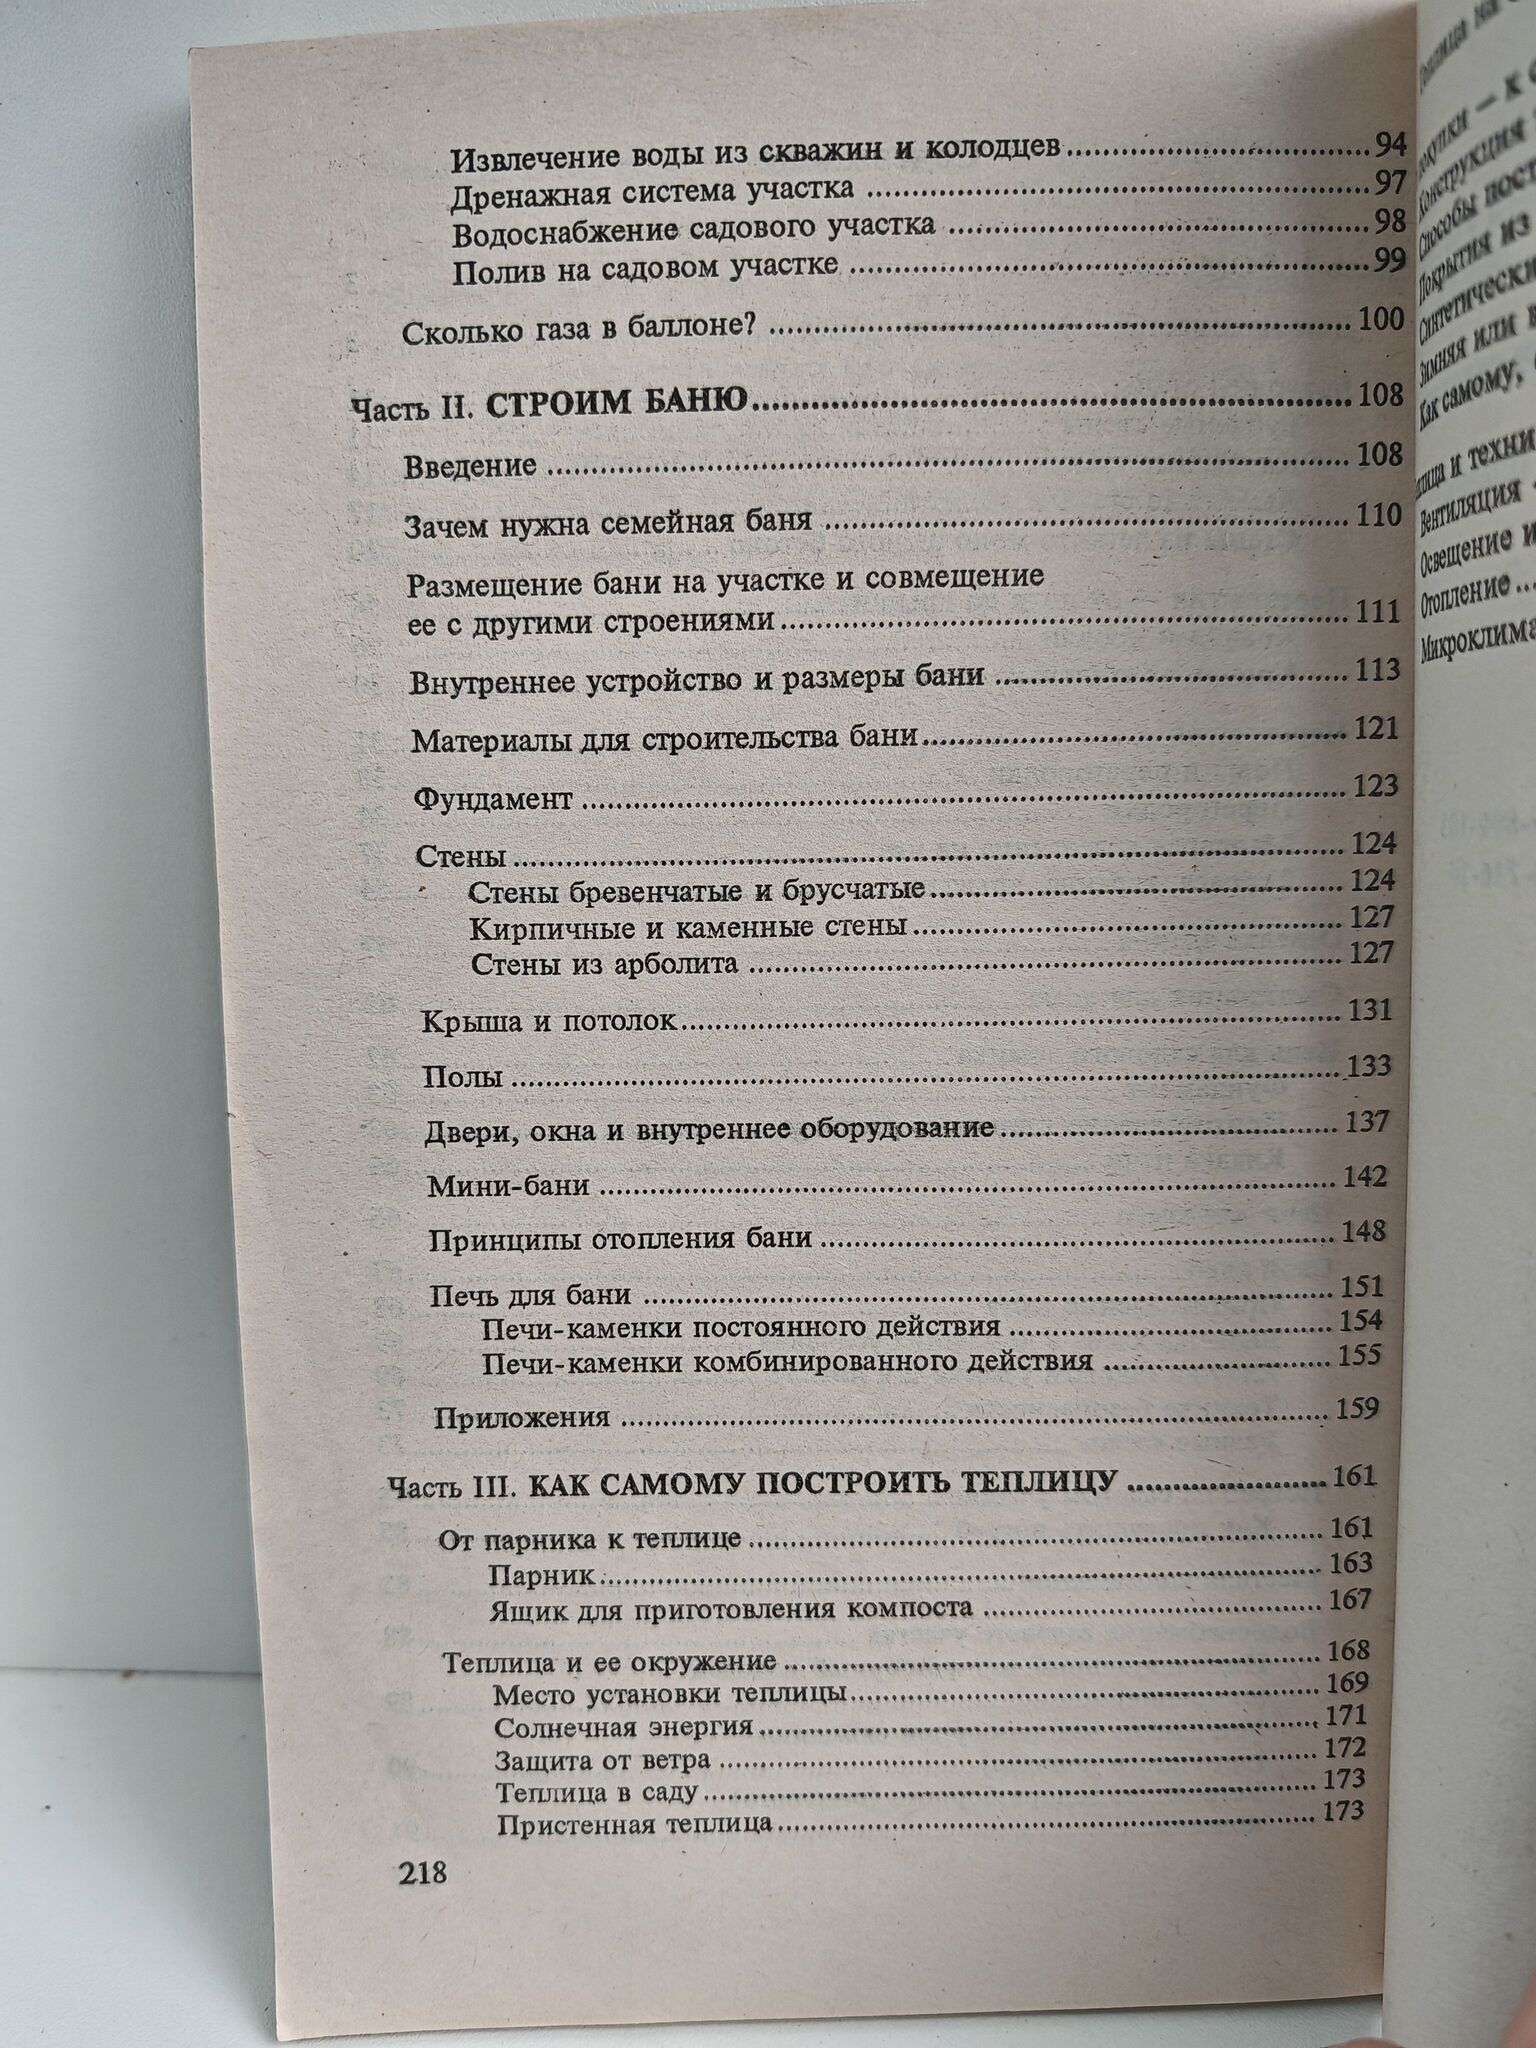 Извлечение воды из скважин и колодцев........................94
Дренажная система участка ........................97
Водоснабжение садового участка ........................98
Полив на садовом участке ........................99
Сколько газа в баллоне? ........................100
Часть II. СТРОИМ БАНЮ........................108
Введение ........................108
Зачем нужна семейная баня ........................110
Размещение бани на участке и совмещение
ее с другими строениями........................111
Внутреннее устройство и размеры бани ........................113
Материалы для строительства бани........................121
Фундамент ........................123
Стены........................124
Стены бревенчатые и брусчатые........................124
Кирпичные и каменные стены........................127
Стены из арболита ........................127
Крыша и потолок........................131
Полы ........................133
Двери, окна и внутреннее оборудование........................137
Мини-бани ........................142
Принципы отопления бани ........................148
Печь для бани ........................151
Печи-каменки постоянного действия ........................154
Печи-каменки комбинированного действия ........................155
Приложения ........................159
Часть III. КАК САМОМУ ПОСТРОИТЬ ТЕПЛИЦУ ........................161
От парника к теплице ........................161
Парник........................163
Ящик для приготовления компоста ........................167
Теплица и ее окружение ........................168
Место установки теплицы........................169
Солнечная энергия........................171
Защита от ветра ........................172
Теплица в саду........................173
Пристенная теплица........................173
218
на
— к с
Конструкция
Способы
Покрытия из
Зимняя или в
Как самому,
и
Вентиляция
Освещение и
Отопление...